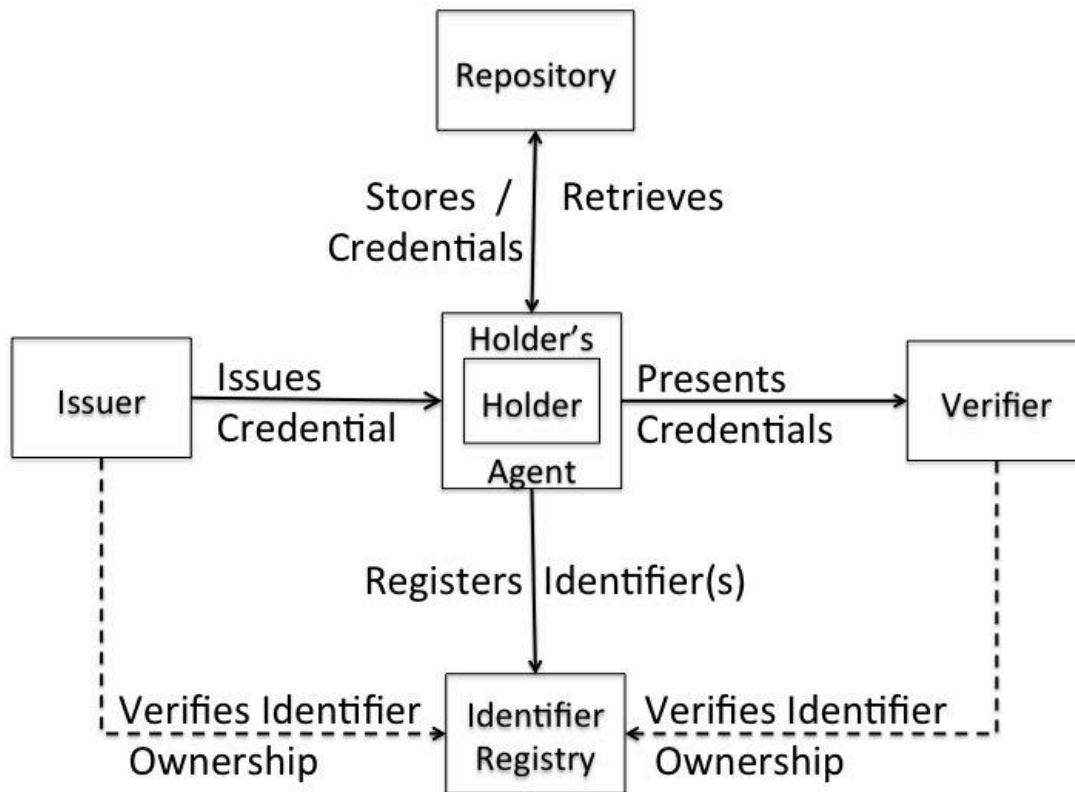 Repository
Stores / Retrieves
Credentials
Holder’s
Issuer
Issues
Credential
Holder
Agent
Presents
Credentials
Verifier
Registers Identifier(s)
Verifies Identifier
Ownership
Identifier
Registry
Verifies Identifier
Ownership